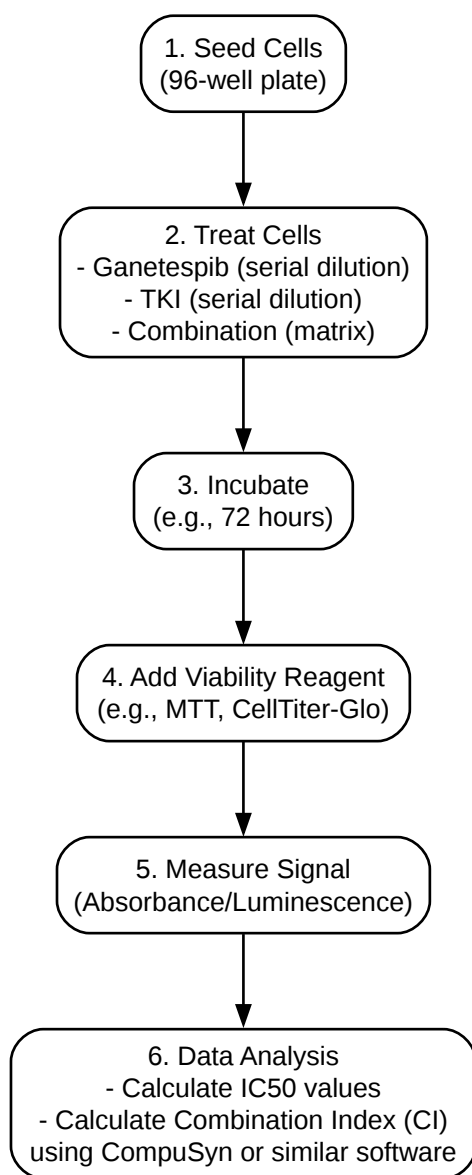 1. Seed Cells
(96-well plate)
2. Treat Cells
- Ganetespib (serial dilution)
- TKI (serial dilution)
- Combination (matrix)
3. Incubate
(e.g., 72 hours)
4. Add Viability Reagent
(e.g., MTT, CellTiter-Glo)
5. Measure Signal
(Absorbance/Luminescence)
6. Data Analysis
- Calculate IC50 values
- Calculate Combination Index (CI)
using CompuSyn or similar software